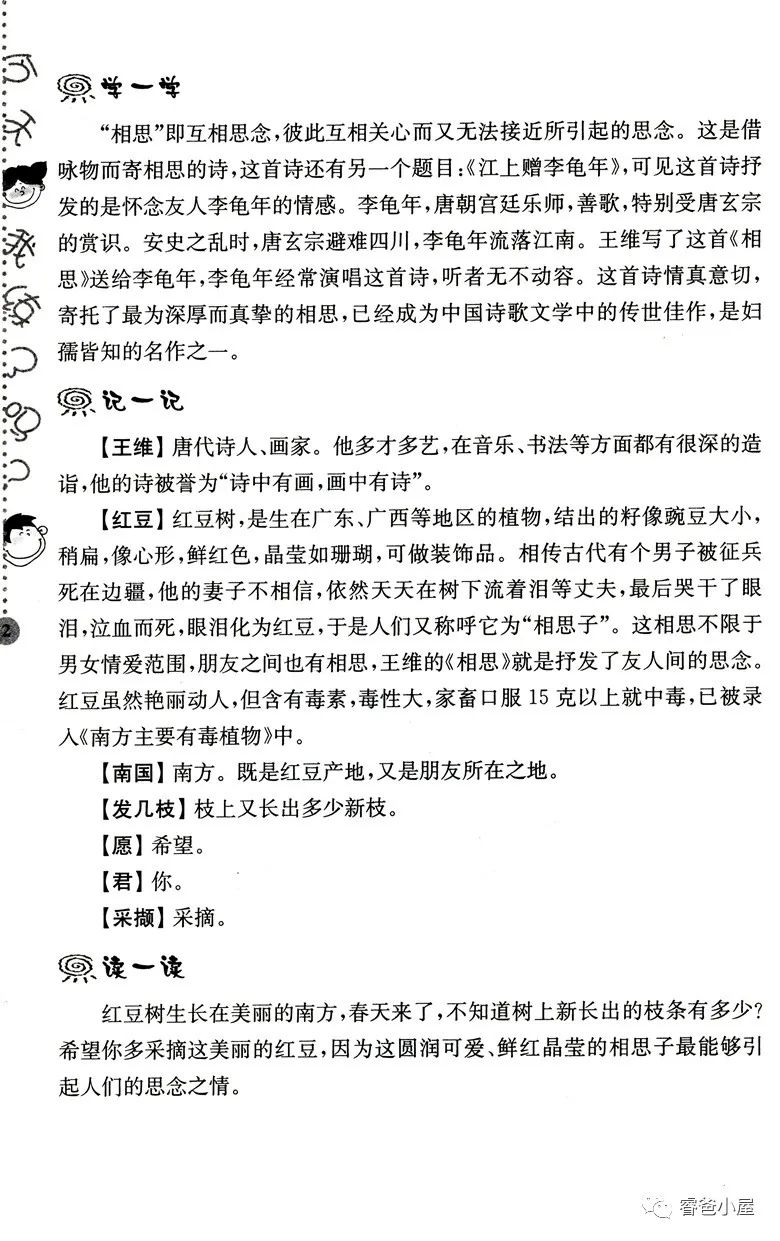 学一学
“相思”即互相思念，彼此互相关心而又无法接近所引起的思念。这是借
咏物而寄相思的诗，这首诗还有另一个题目：《江上赠李龟年》，可见这首诗抒
发的是怀念友人李龟年的情感。李龟年，唐朝宫廷乐师，善歌，特别受唐玄宗
的赏识。安史之乱时，唐玄宗避难四川，李龟年流落江南。王维写了这首《相
思》送给李龟年，李龟年经常演唱这首诗，听者无不动容。这首诗情真意切，
寄托了最为深厚而真挚的相思，已经成为中国诗歌文学中的传世佳作，是妇
孺皆知的名作之一。
记一记
【王维】唐代诗人、画家。他多才多艺，在音乐、书法等方面都有很深的造
诣，他的诗被誉为“诗中有画，画中有诗”。
【红豆】红豆树，是生在广东、广西等地区的植物，结出的籽像豌豆大小，
稍扁，像心形，鲜红色，晶莹如珊瑚，可做装饰品。相传古代有个男子被征兵
死在边疆，他的妻子不相信，依然天天在树下流着泪等丈夫，最后哭干了眼
泪，泣血而死，眼泪化为红豆，于是人们又称呼它为“相思子”。这相思不限于
男女情爱范围，朋友之间也有相思，王维的《相思》就是抒发了友人间的思念。
红豆虽然艳丽动人，但含有毒素，毒性大，家畜口服 15 克以上就中毒，已被录
入《南方主要有毒植物》中。
【南国】南方。既是红豆产地，又是朋友所在之地。
【发几枝】枝上又长出多少新枝。
【愿】希望。
【君】你。
【采撷】采摘。
读一读
红豆树生长在美丽的南方，春天来了，不知道树上新长出的枝条有多少？
希望你多采摘这美丽的红豆，因为这圆润可爱、鲜红晶莹的相思子最能够引
起人们的思念之情。
2
睿爸小屋